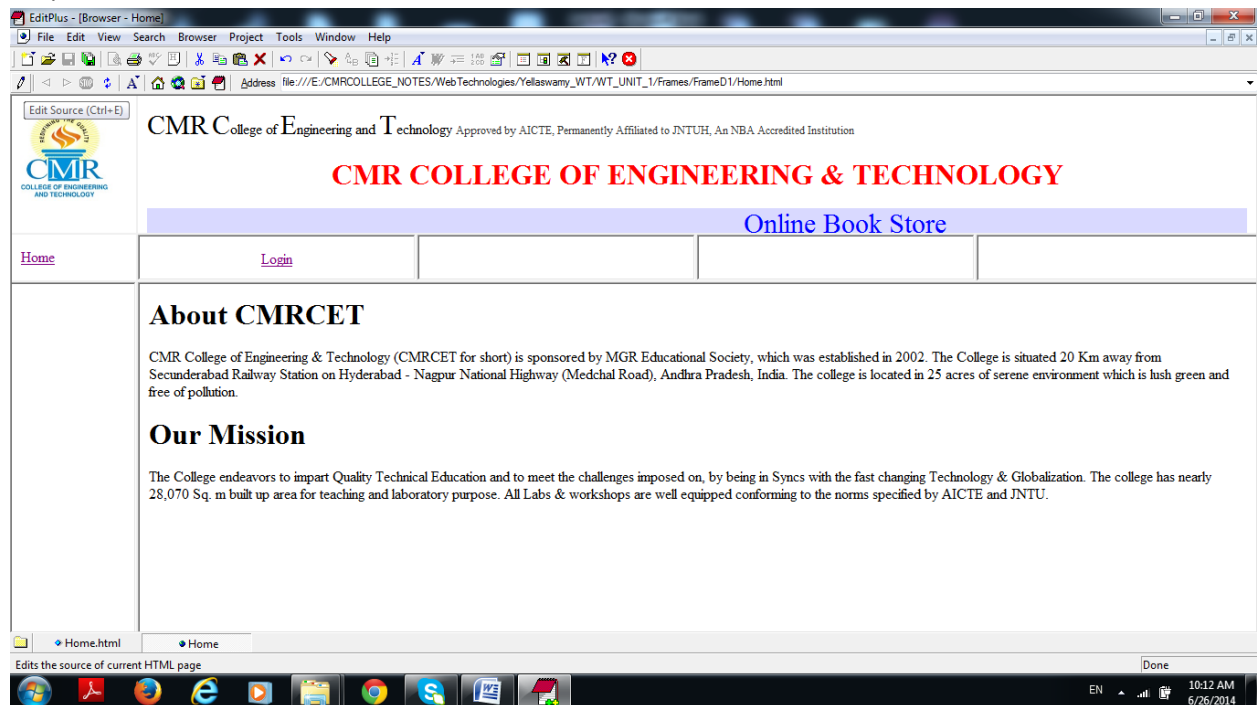 EditPlus - [Browser - Home]
File Edit View Search Browser Project Tools Window Help
Address file:///E:/CMRCOLLEGE_NOTES/WebTechnologies/Yellaswamy_WT/WT_UNIT_1/Frames/FrameD1/Home.html
Edit Source (Ctrl+E)
CMR
COLLEGE OF ENGINEERING
AND TECHNOLOGY
CMR College of Engineering and Technology Approved by AICTE, Permanently Affiliated to JNTUH, An NBA Accredited Institution
CMR COLLEGE OF ENGINEERING & TECHNOLOGY
Online Book Store
Home Login
About CMRCET
CMR College of Engineering & Technology (CMRCET for short) is sponsored by MGR Educational Society, which was established in 2002. The College is situated 20 Km away from
Secunderabad Railway Station on Hyderabad - Nagpur National Highway (Medchal Road), Andhra Pradesh, India. The college is located in 25 acres of serene environment which is lush green and
free of pollution.
Our Mission
The College endeavors to impart Quality Technical Education and to meet the challenges imposed on, by being in Syncs with the fast changing Technology & Globalization. The college has nearly
28,070 Sq. m built up area for teaching and laboratory purpose. All Labs & workshops are well equipped conforming to the norms specified by AICTE and JNTU.
Home.html Home
Edits the source of current HTML page Done
EN 10:12 AM
6/26/2014